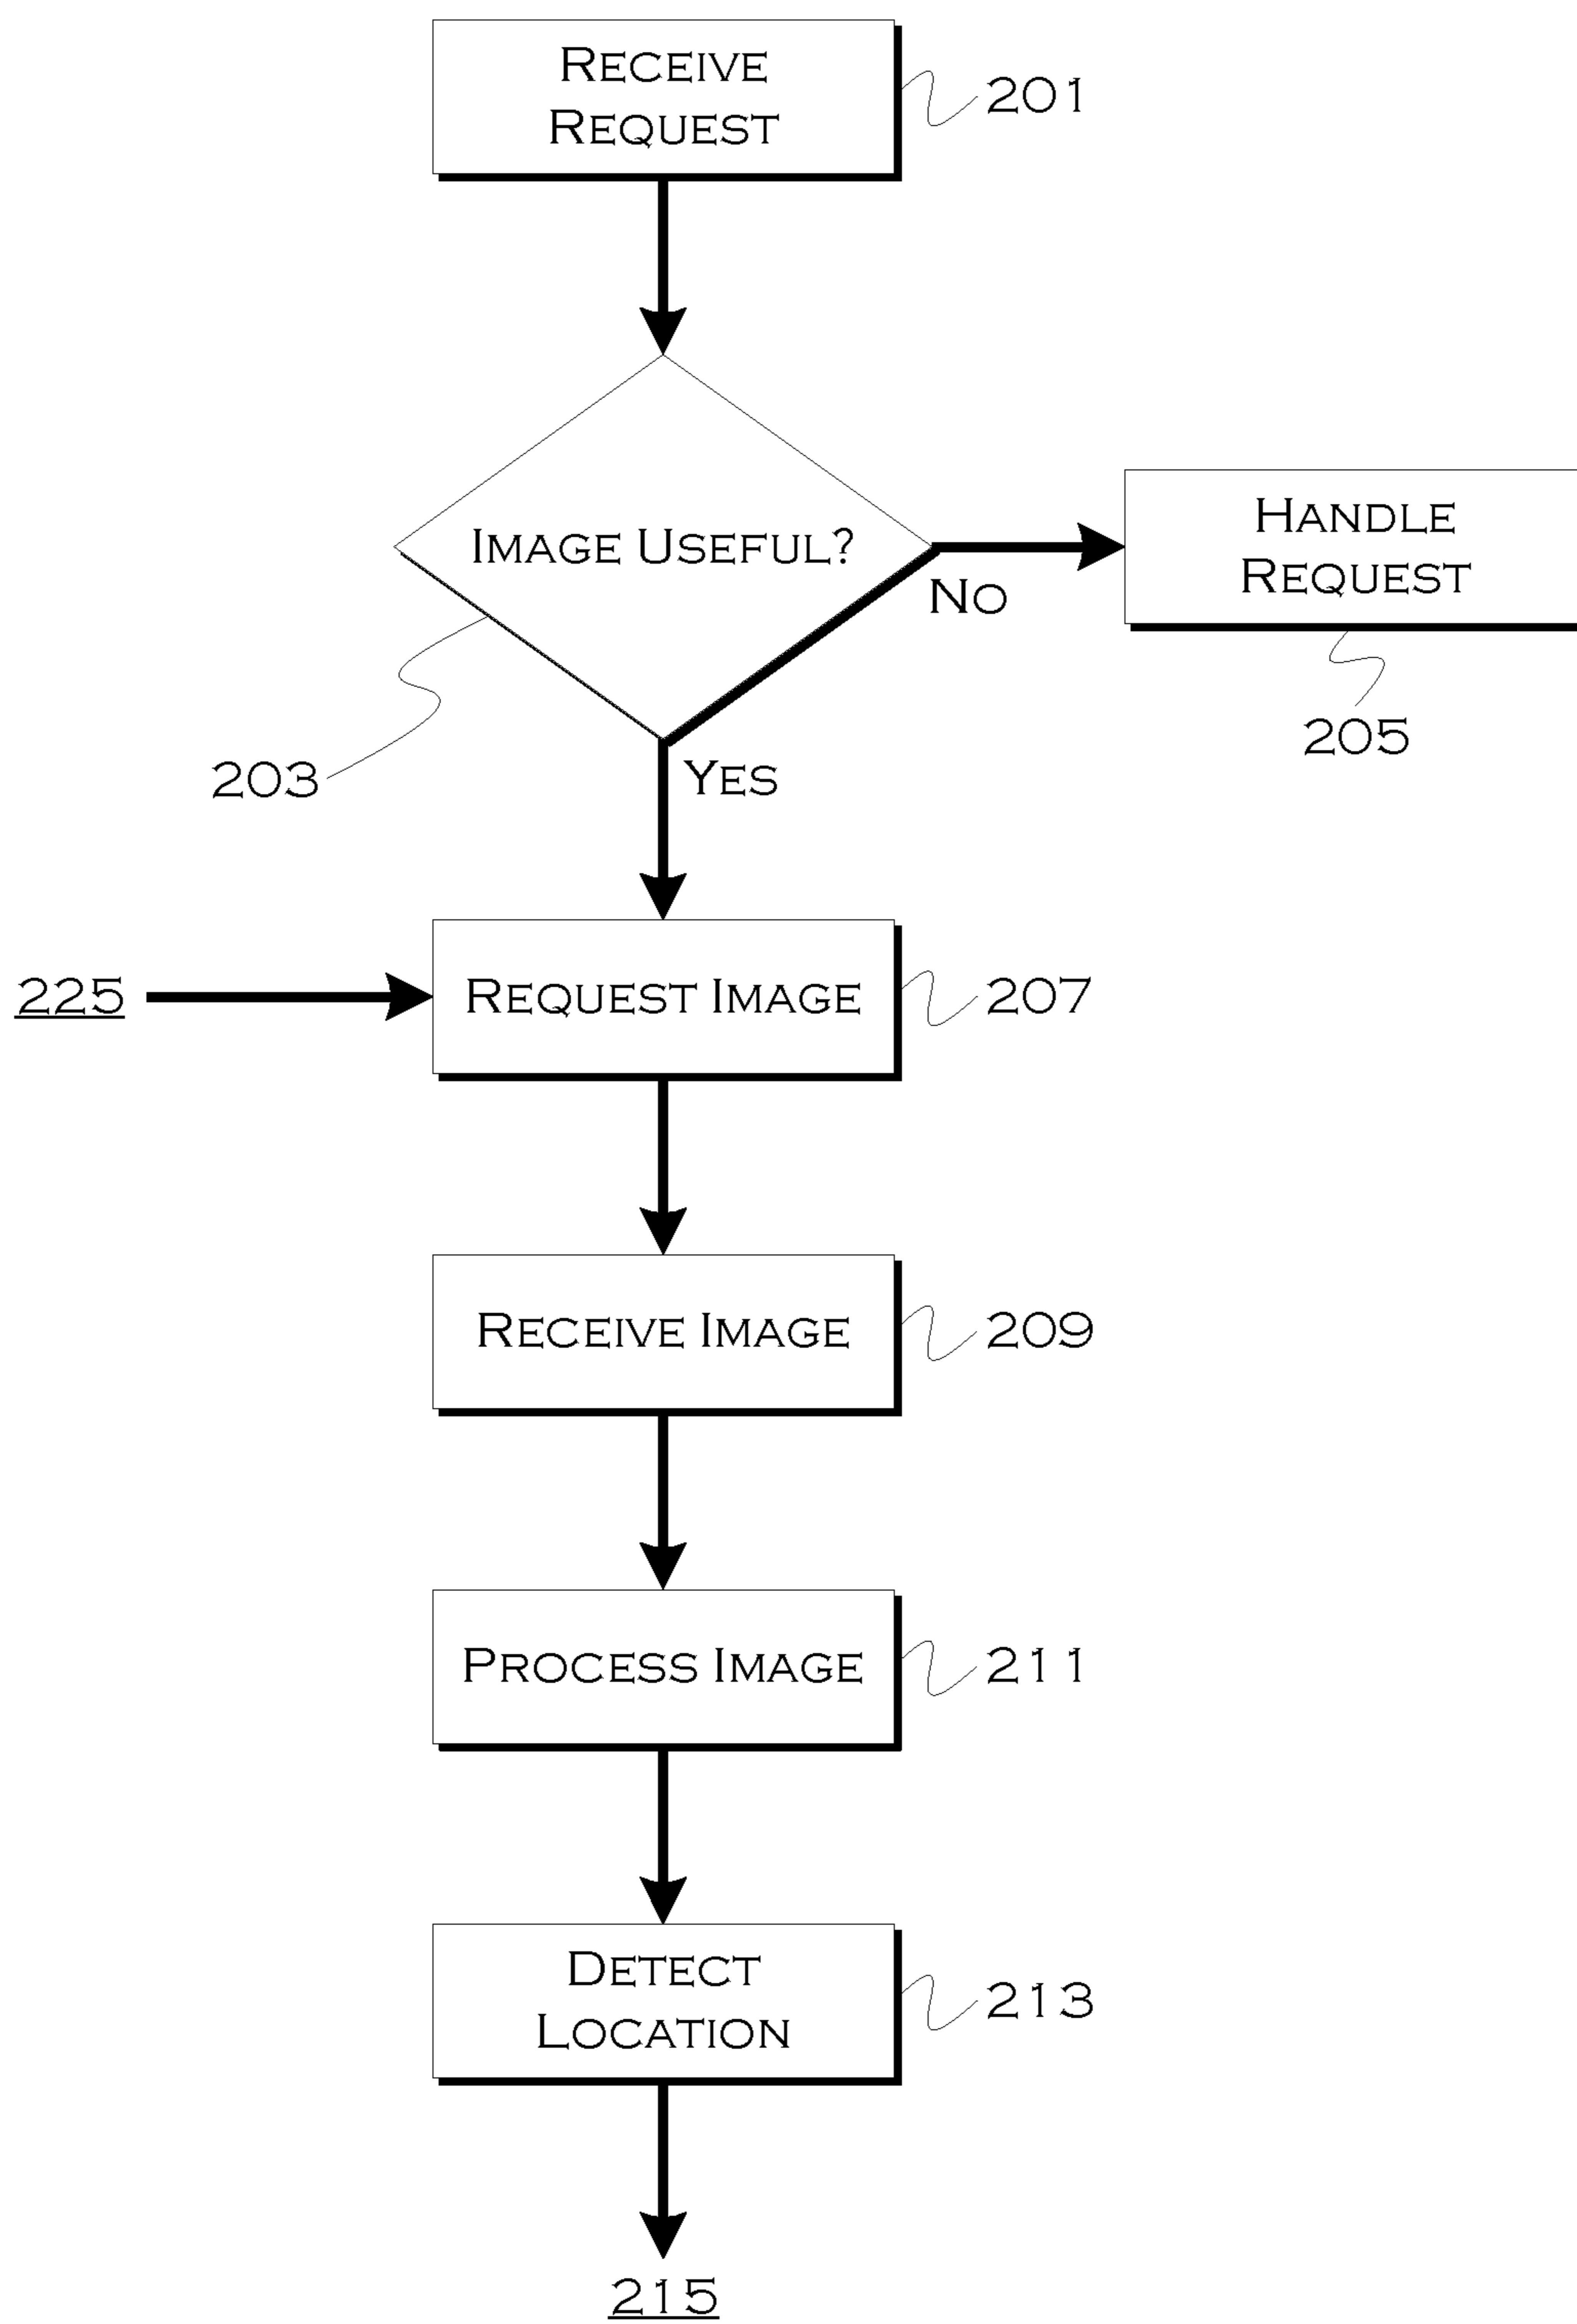 RECEIVE
REQUEST
201
IMAGE USEFUL?
HANDLE
REQUEST
NO
205
203
YES
225
REQUEST IMAGE
207
RECEIVE IMAGE
209
PROCESS IMAGE
211
DETECT
LOCATION
213
215